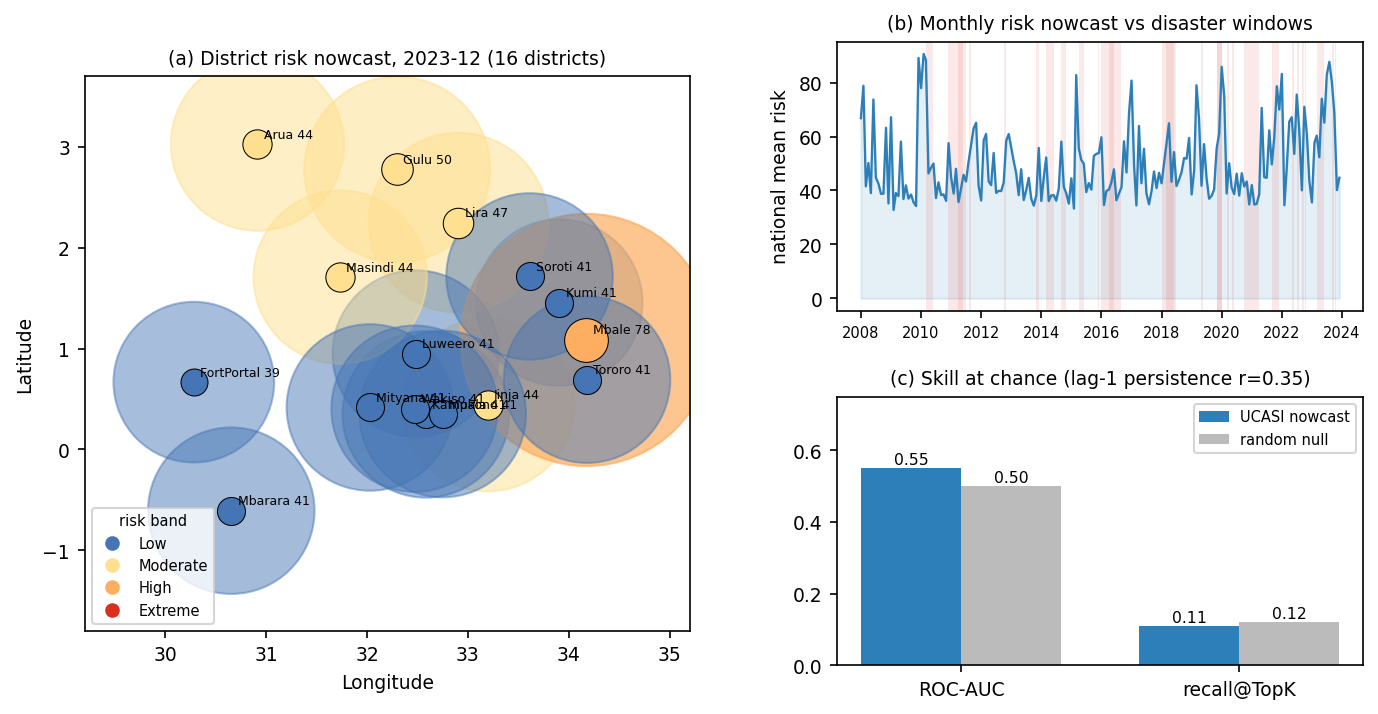 (a) District risk nowcast, 2023-12 (16 districts)
Latitude
3
2
1
0
−1
Arua 44
Gulu 50
Lira 47
Masindi 44
Soroti 41
Kumi 41
Mbale 78
Luweero 41
FortPortal 39
Tororo 41
Jinja 44
Mityana 41
Wakiso 41
Mbarara 41
risk band
Low
Moderate
High
Extreme
30
31
32
33
34
35
Longitude
(b) Monthly risk nowcast vs disaster windows
national mean risk
80
60
40
20
0
2008
2010
2012
2014
2016
2018
2020
2022
2024
(c) Skill at chance (lag-1 persistence r=0.35)
0.6
0.4
0.2
0.0
UCASI nowcast
random null
0.55
0.50
0.11
0.12
ROC-AUC
recall@TopK